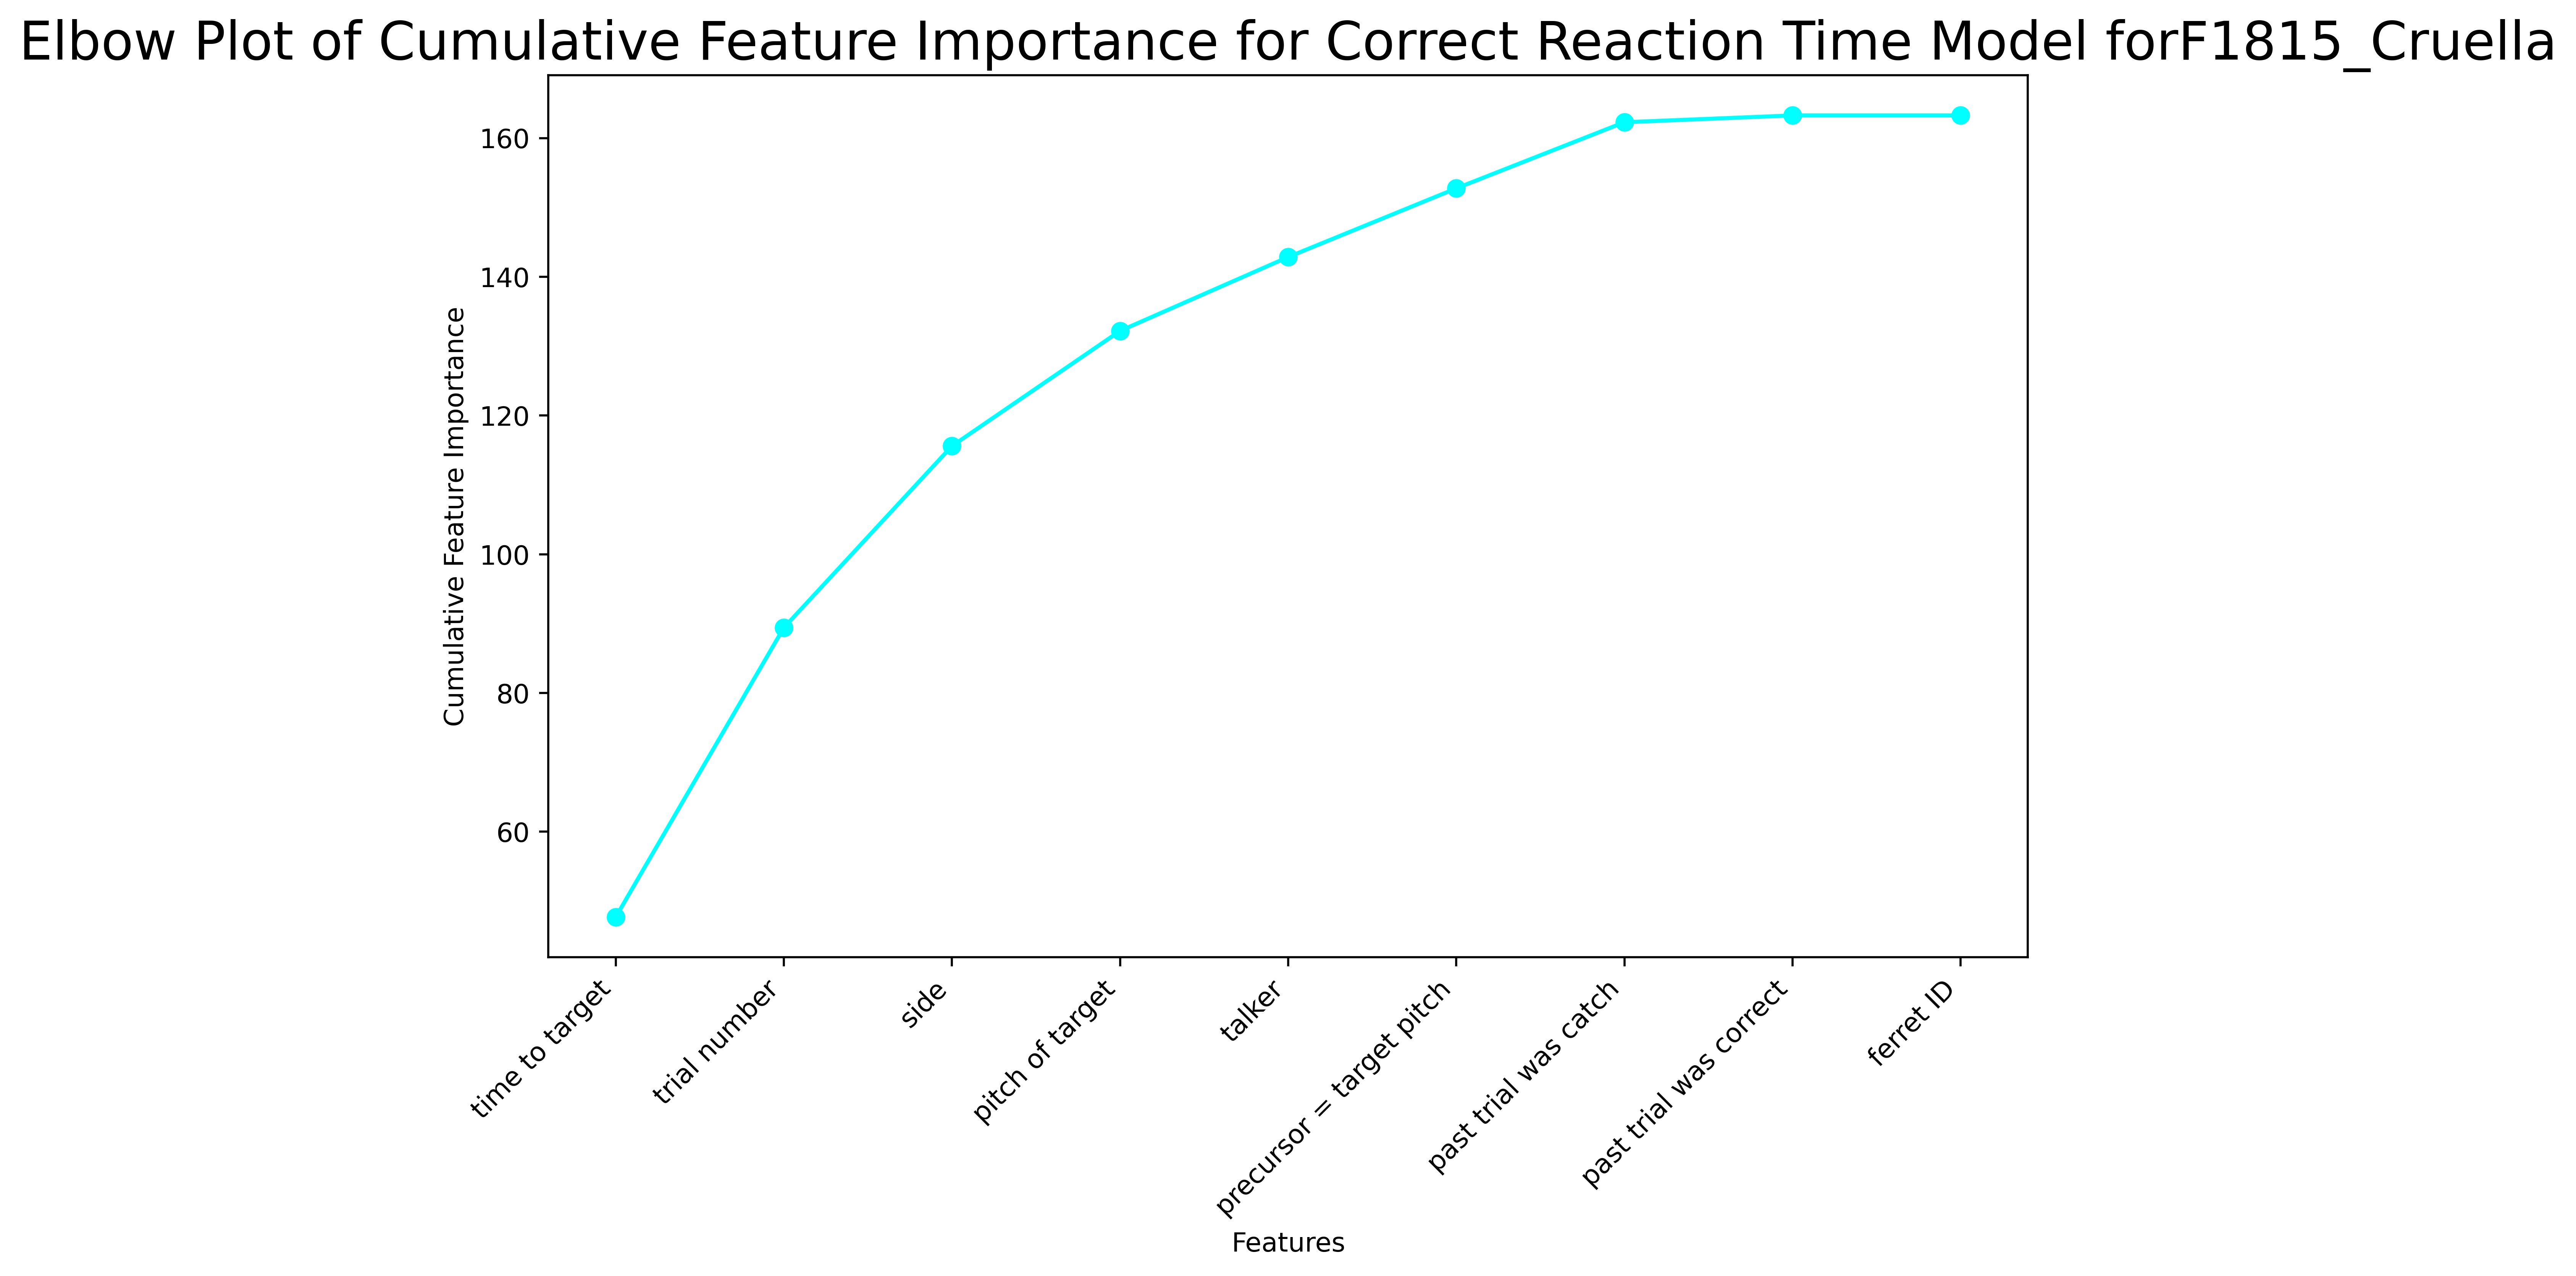 Elbow Plot of Cumulative Feature Importance for Correct Reaction Time Model forF1815_Cruella
Cumulative Feature Importance
160
140
120
100
80
60
time to target
trial number
side
pitch of target
talker
precursor = target pitch
past trial was catch
past trial was correct
ferret ID
Features